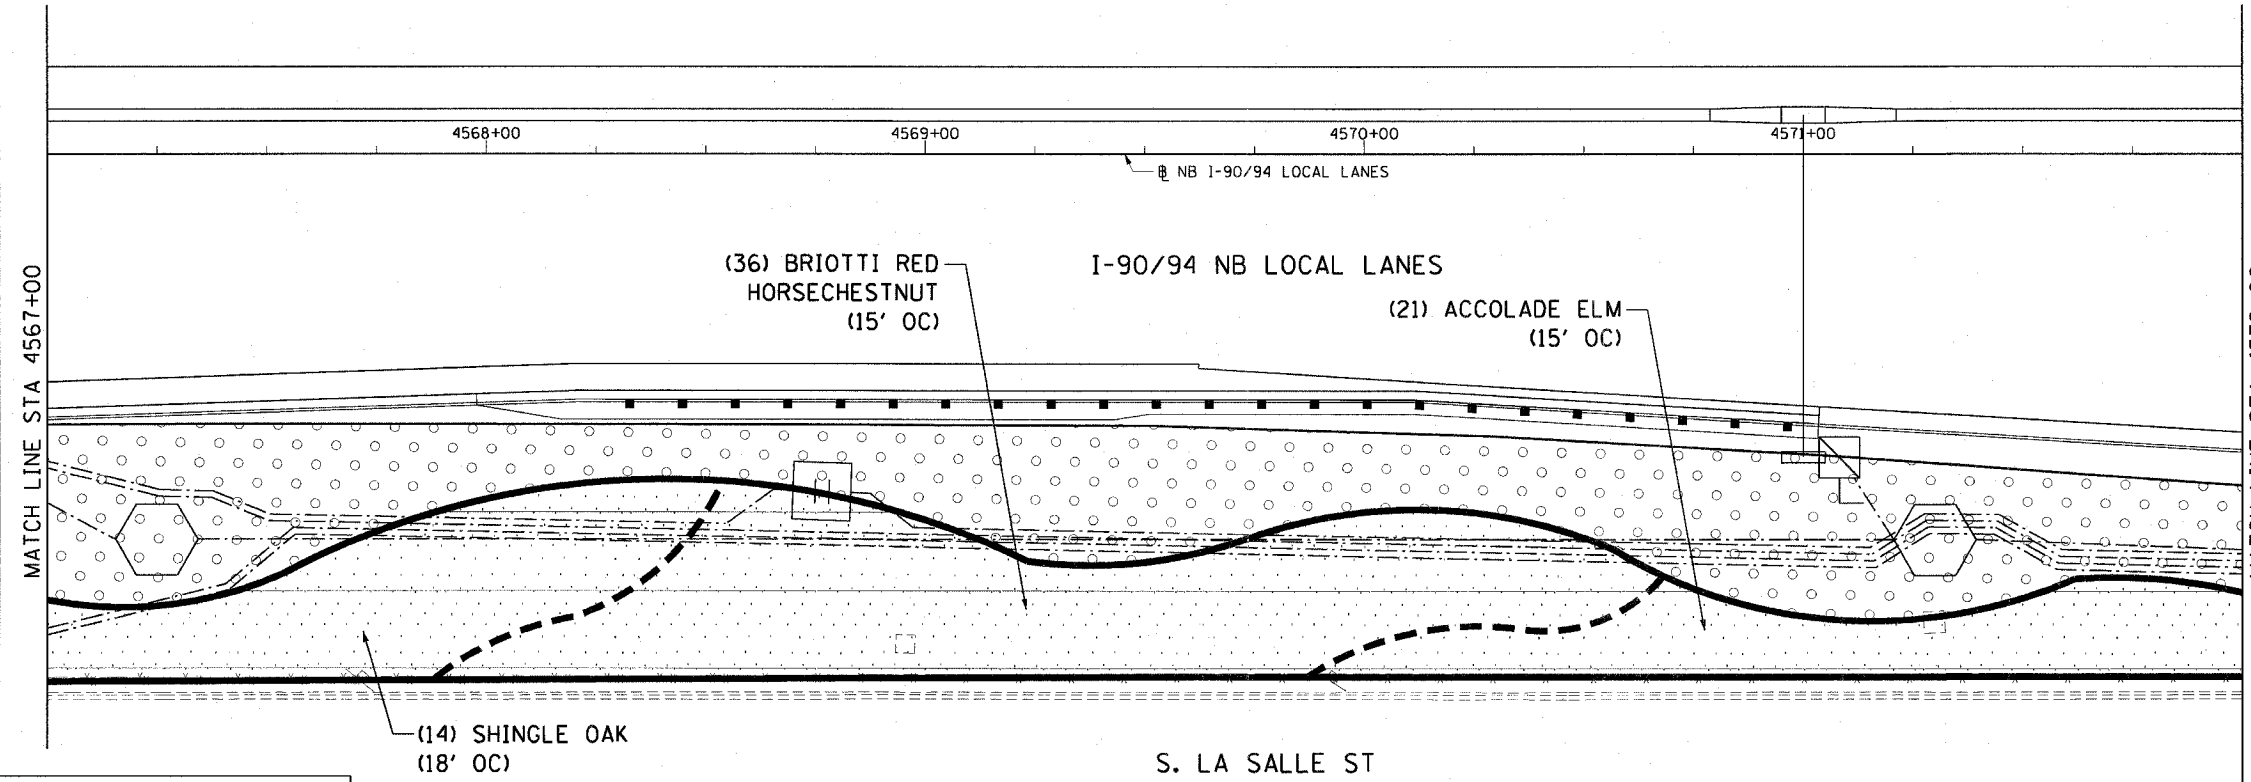 4568+00
4569+00
4570+00
4571+00
℄ NB I-90/94 LOCAL LANES
MATCH LINE STA 4567+00
(36) BRIOTTI RED
HORSECHESTNUT
(15' OC)
I-90/94 NB LOCAL LANES
(21) ACCOLADE ELM
(15' OC)
(14) SHINGLE OAK
(18' OC)
S. LA SALLE ST